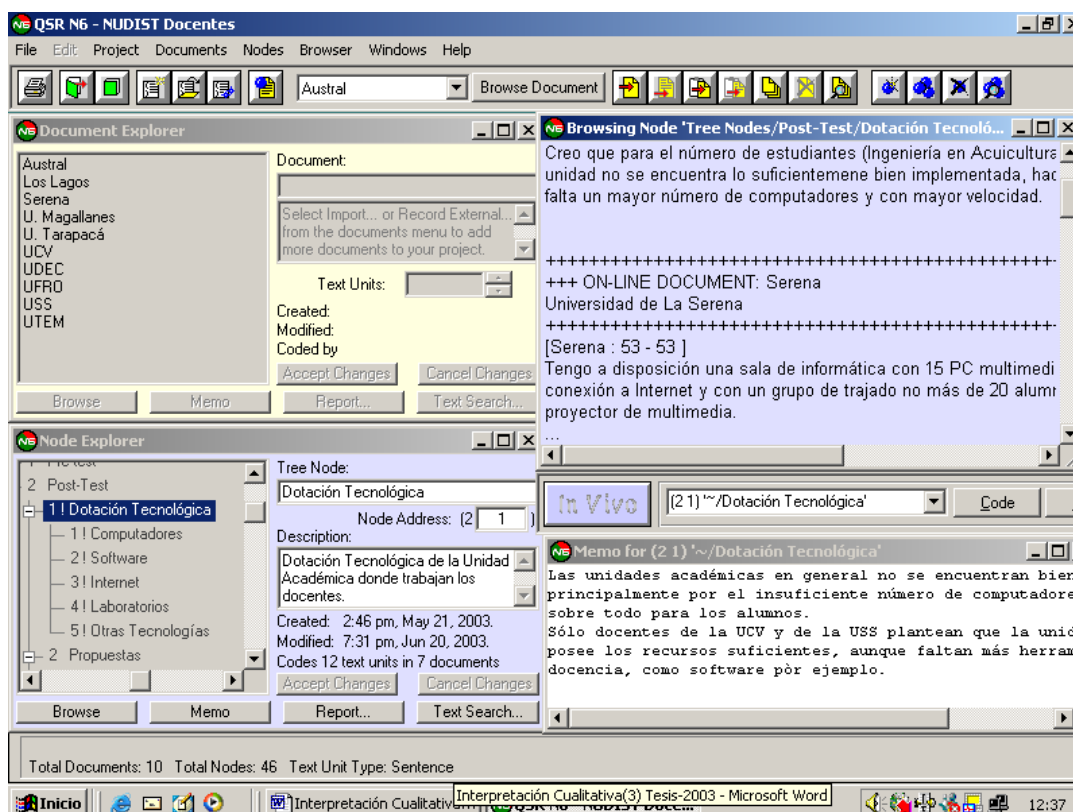 QSR N6 - NUDIST Docentes
File Edit Project Documents Nodes Browser Windows Help
Austral
Browse Document
Document Explorer
Austral
Los Lagos
Serena
U. Magallanes
U. Tarapacá
UCV
UDEC
UFRO
USS
UTEM
Document:
Select Import... or Record External...
from the documents menu to add
more documents to your project.
Text Units:
Created:
Modified:
Coded by
Accept Changes Cancel Changes
Browse Memo Report... Text Search...
Browsing Node 'Tree Nodes/Post-Test/Dotación Tecnoló...
Creo que para el número de estudiantes (Ingeniería en Acuicultura
unidad no se encuentra lo suficientemene bien implementada, hac
falta un mayor número de computadores y con mayor velocidad.
+++++++++++++++++++++++++++++++++++++++++++++
+++ ON-LINE DOCUMENT: Serena
Universidad de La Serena
+++++++++++++++++++++++++++++++++++++++++++++
[Serena : 53 - 53 ]
Tengo a disposición una sala de informática con 15 PC multimedi
conexión a Internet y con un grupo de trajado no más de 20 alumn
proyector de multimedia.
...
Node Explorer
2 Post-Test
1 ! Dotación Tecnológica
1 ! Computadores
2 ! Software
3 ! Internet
4 ! Laboratorios
5 ! Otras Tecnologías
2 Propuestas
Tree Node:
Dotación Tecnológica
Node Address: (2 1 )
Description:
Dotación Tecnológica de la Unidad
Académica donde trabajan los
docentes.
Created: 2:46 pm, May 21, 2003.
Modified: 7:31 pm, Jun 20, 2003.
Codes 12 text units in 7 documents
Accept Changes Cancel Changes
Browse Memo Report... Text Search...
In Vivo
(2 1) '~/Dotación Tecnológica'
Code
Memo for (2 1) '~/Dotación Tecnológica'
Las unidades académicas en general no se encuentran bien
principalmente por el insuficiente número de computadore
sobre todo para los alumnos.
Sólo docentes de la UCV y de la USS plantean que la unid
posee los recursos suficientes, aunque faltan más herram
docencia, como software pòr ejemplo.
Total Documents: 10 Total Nodes: 46 Text Unit Type: Sentence
Inicio
Interpretación Cualitativ
Interpretación Cualitativa(3) Tesis-2003 - Microsoft Word
12:37